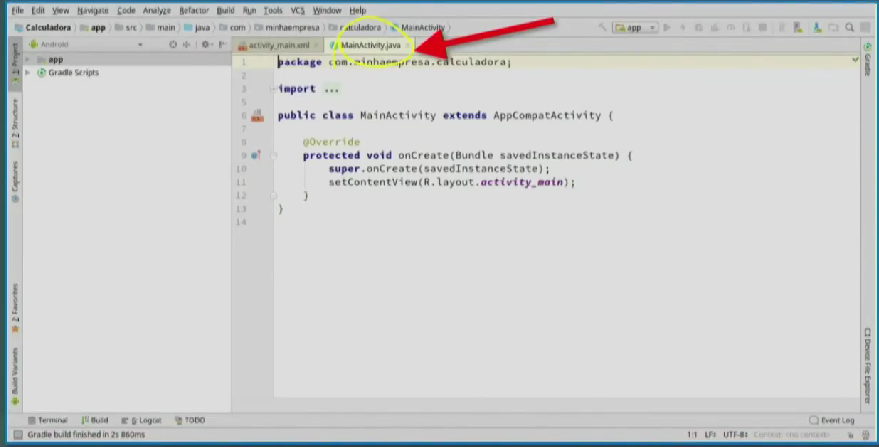 File Edit View Navigate Code Analyze Refactor Build Run Tools VCS Window Help
Calculadora app src main java com minhaempresa calculadora MainActivity
app
Android
activity_main.xml MainActivity.java
1: Project
app
Gradle Scripts
2: Structure
Captures
2: Favorites
Build Variants
1 package com.minhaempresa.calculadora;
2
3 import ...
5
6 public class MainActivity extends AppCompatActivity {
7
8 @Override
9 protected void onCreate(Bundle savedInstanceState) {
10 super.onCreate(savedInstanceState);
11 setContentView(R.layout.activity_main);
12 }
13 }
14
Gradle
Device File Explorer
Terminal Build 6: Logcat TODO
Event Log
Gradle build finished in 2s 860ms
1:1 LF÷ UTF-8÷